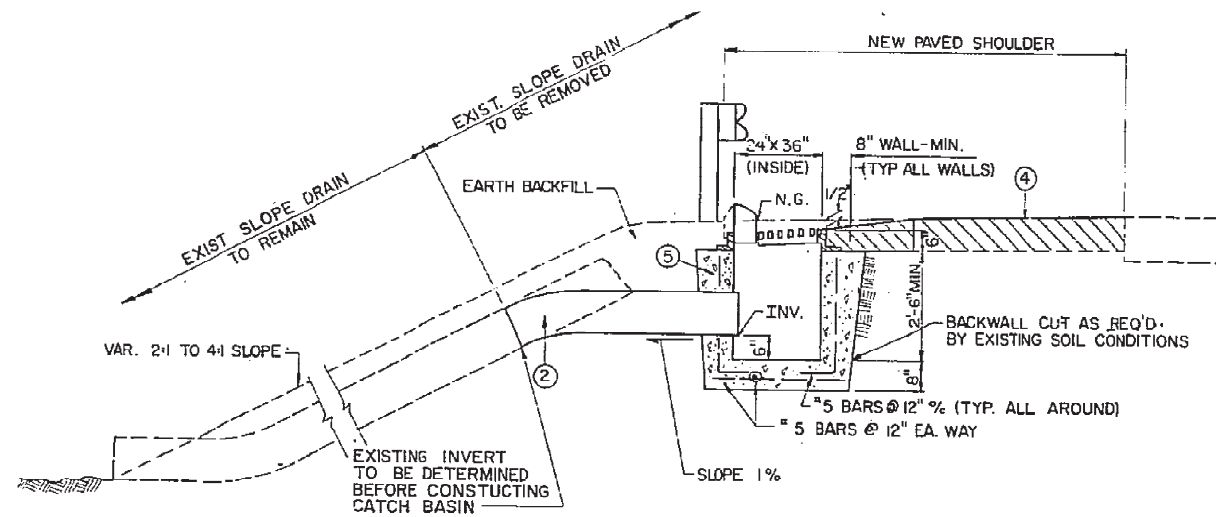 NEW PAVED SHOULDER
EXIST. SLOPE DRAIN
TO BE REMOVED
EXIST SLOPE DRAIN
TO REMAIN
24"x 36"
(INSIDE)
8" WALL-MIN.
(TYP ALL WALLS)
EARTH BACKFILL
N.G.
1/2"
4
5
6"
2'-6"MIN
INV.
BACKWALL CUT AS REQ'D.
BY EXISTING SOIL CONDITIONS
VAR. 2:1 TO 4:1 SLOPE
2
6"
8"
#5 BARS @ 12" % (TYP. ALL AROUND)
#5 BARS @ 12" EA. WAY
SLOPE 1%
EXISTING INVERT
TO BE DETERMINED
BEFORE CONSTUCTING
CATCH BASIN